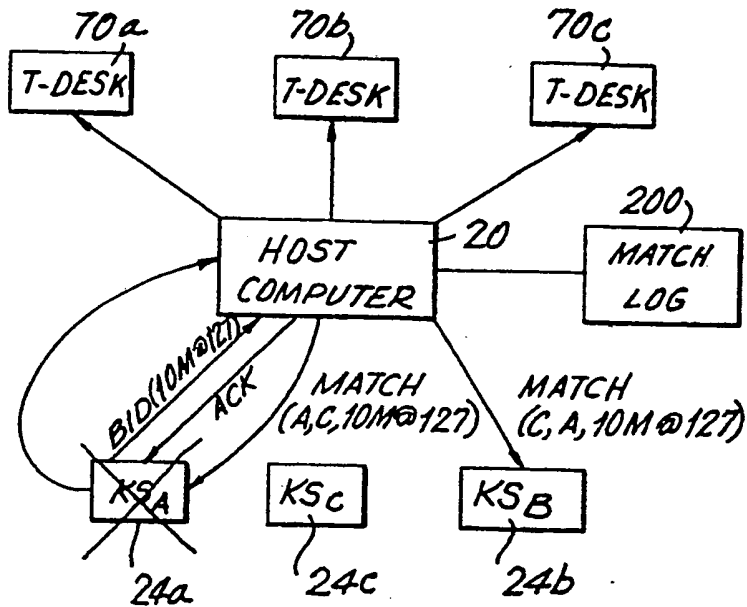 70a
70b
70c
T-DESK
T-DESK
T-DESK
20
200
HOST
COMPUTER
MATCH
LOG
BID(10M@127)
ACK
MATCH
(A,C,10M@127)
MATCH
(C,A,10M@127)
KSA
KSC
KSB
24a
24c
24b